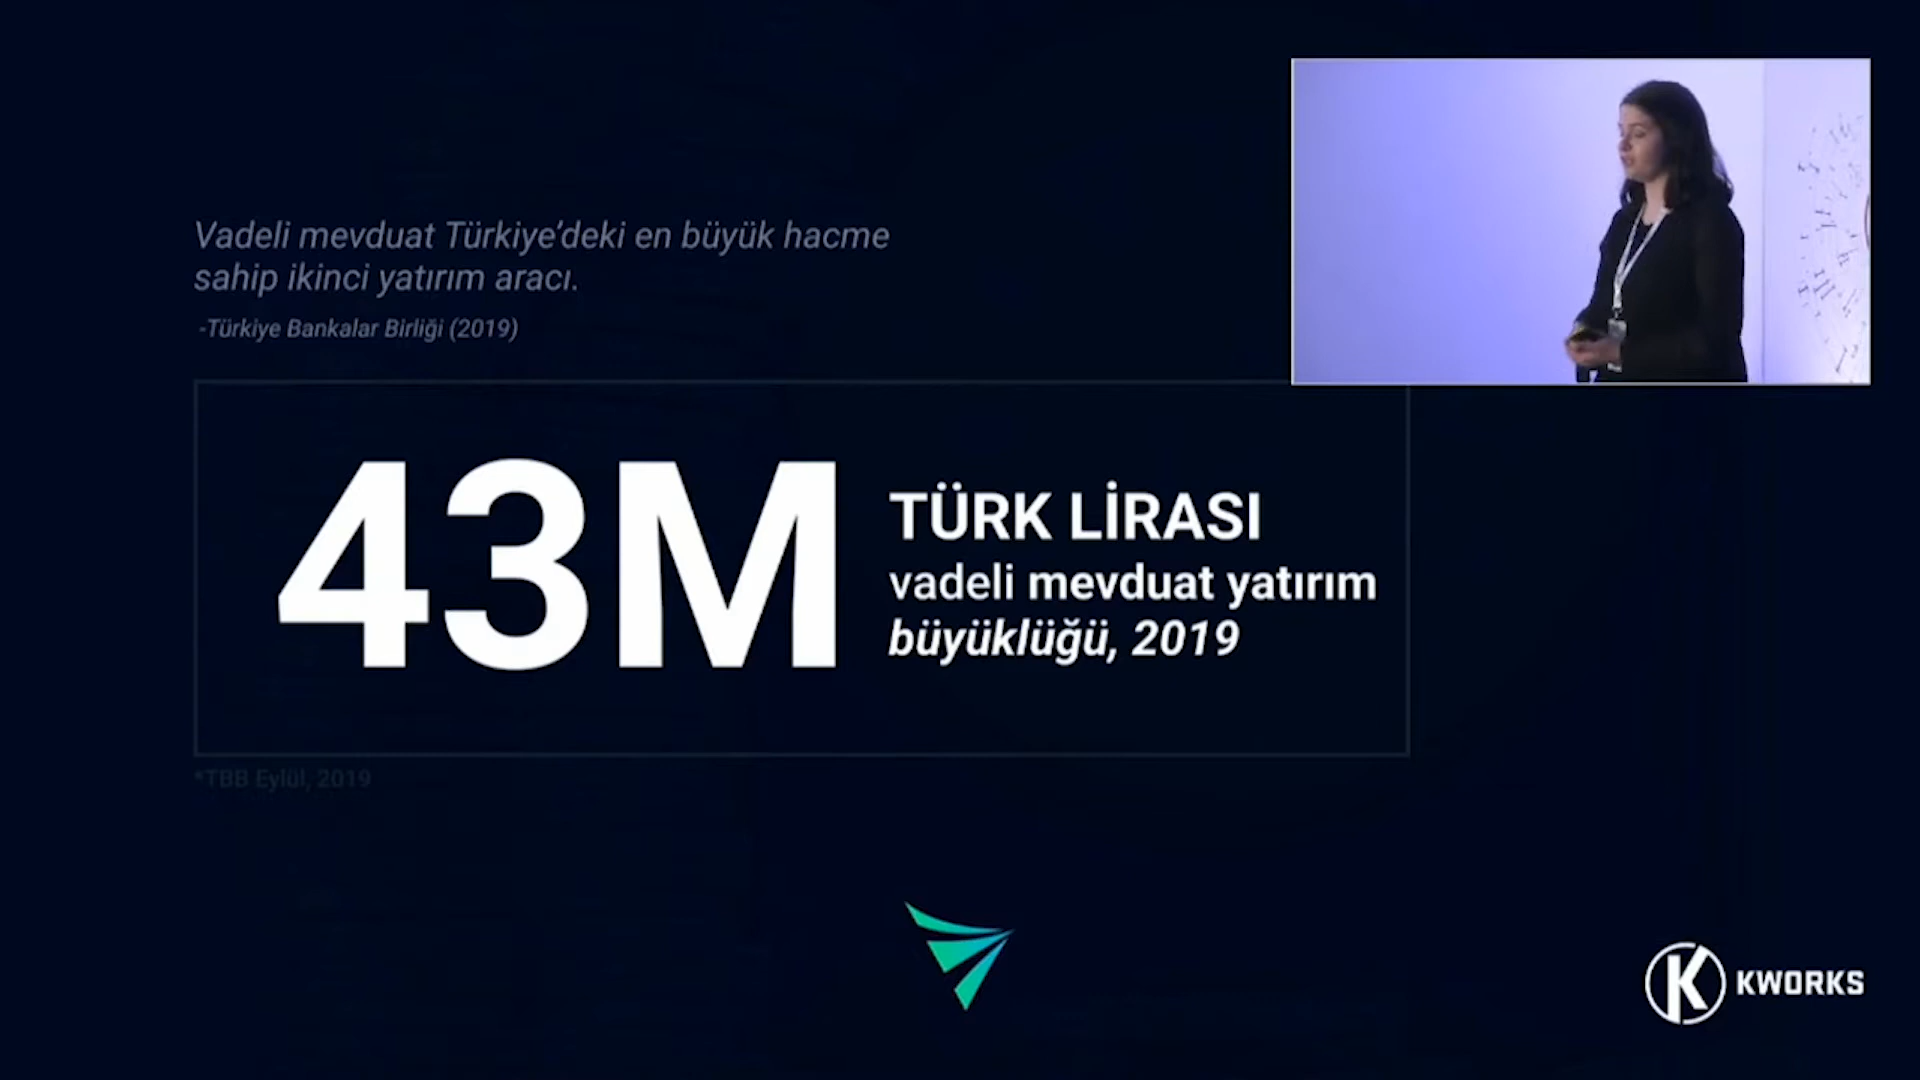 Vadeli mevduat Türkiye’deki en büyük hacme
sahip ikinci yatırım aracı.
-Türkiye Bankalar Birliği (2019)
43M
TÜRK LİRASI
vadeli mevduat yatırım
büyüklüğü, 2019
*TBB Eylül, 2019
K KWORKS